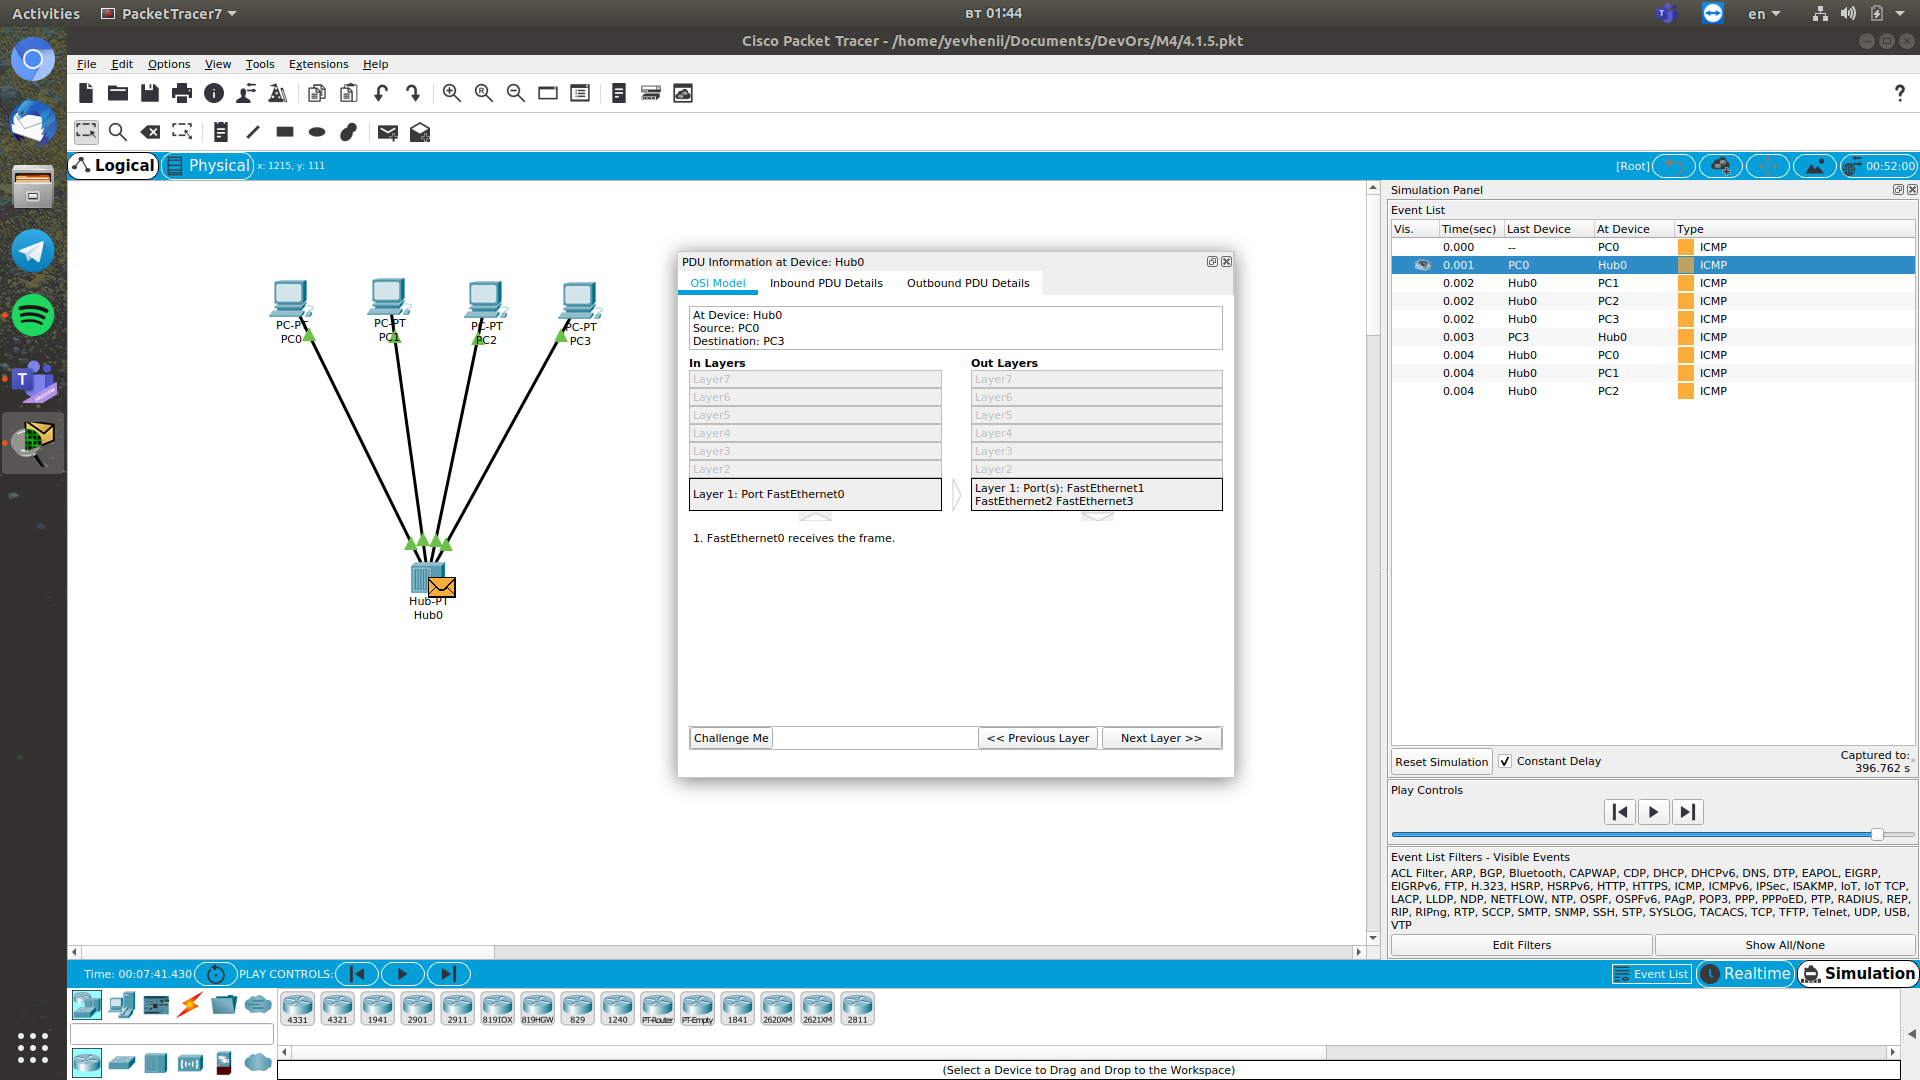 Activities
PacketTracer7
вт 01:44
en
Cisco Packet Tracer - /home/yevhenii/Documents/DevOrs/M4/4.1.5.pkt
File Edit Options View Tools Extensions Help
Logical
Physical
x: 1215, y: 111
[Root]
00:52:00
PC-PT
PC0
PC-PT
PC1
PC-PT
PC2
PC-PT
PC3
Hub-PT
Hub0
PDU Information at Device: Hub0
OSI Model Inbound PDU Details Outbound PDU Details
At Device: Hub0
Source: PC0
Destination: PC3
In Layers
Layer7
Layer6
Layer5
Layer4
Layer3
Layer2
Layer 1: Port FastEthernet0
Out Layers
Layer7
Layer6
Layer5
Layer4
Layer3
Layer2
Layer 1: Port(s): FastEthernet1
FastEthernet2 FastEthernet3
1. FastEthernet0 receives the frame.
Challenge Me
<< Previous Layer
Next Layer >>
Simulation Panel
Event List
Vis. Time(sec) Last Device At Device Type
0.000 -- PC0 ICMP
0.001 PC0 Hub0 ICMP
0.002 Hub0 PC1 ICMP
0.002 Hub0 PC2 ICMP
0.002 Hub0 PC3 ICMP
0.003 PC3 Hub0 ICMP
0.004 Hub0 PC0 ICMP
0.004 Hub0 PC1 ICMP
0.004 Hub0 PC2 ICMP
Reset Simulation
Constant Delay
Captured to:
396.762 s
Play Controls
Event List Filters - Visible Events
ACL Filter, ARP, BGP, Bluetooth, CAPWAP, CDP, DHCP, DHCPv6, DNS, DTP, EAPOL, EIGRP,
EIGRPv6, FTP, H.323, HSRP, HSRPv6, HTTP, HTTPS, ICMP, ICMPv6, IPSec, ISAKMP, IoT, IoT TCP,
LACP, LLDP, NDP, NETFLOW, NTP, OSPF, OSPFv6, PAgP, POP3, PPP, PPPoED, PTP, RADIUS, REP,
RIP, RIPng, RTP, SCCP, SMTP, SNMP, SSH, STP, SYSLOG, TACACS, TCP, TFTP, Telnet, UDP, USB,
VTP
Edit Filters
Show All/None
Time: 00:07:41.430
PLAY CONTROLS:
Event List
Realtime
Simulation
4331 4321 1941 2901 2911 819IOX 819HGW 829 1240 PT-Router PT-Empty 1841 2620XM 2621XM 2811
(Select a Device to Drag and Drop to the Workspace)